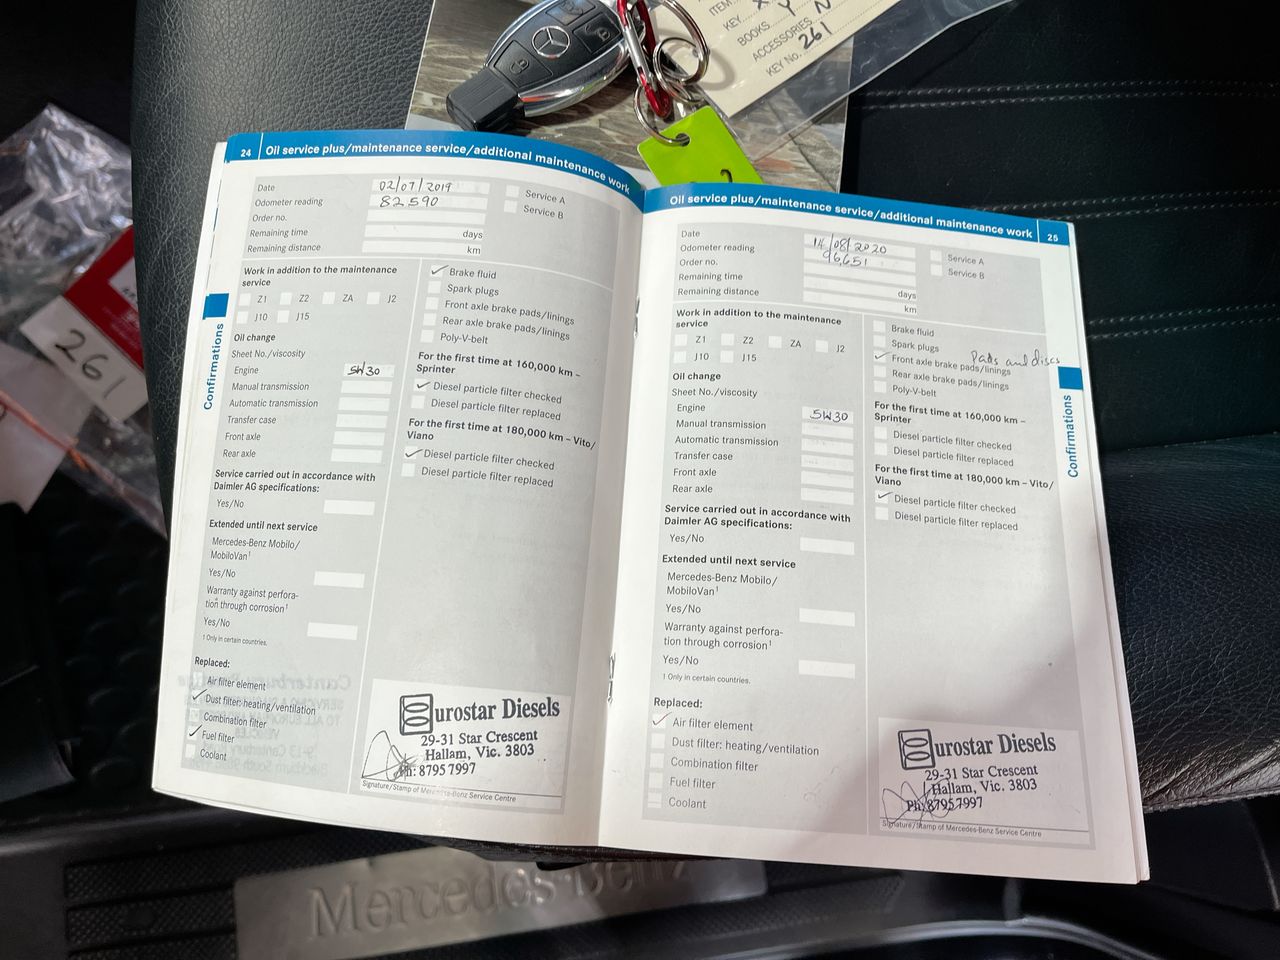 ITEM
KEY X
BOOKS Y
ACCESSORIES N
KEY No. 261
261
24 Oil service plus/maintenance service/additional maintenance work
Date 02/07/2019
Odometer reading 82,590
Order no.
Remaining time days
Remaining distance km
Service A
Service B
Work in addition to the maintenance
service
Z1 Z2 ZA J2
J10 J15
Oil change
Sheet No./viscosity
Engine 5W30
Manual transmission
Automatic transmission
Transfer case
Front axle
Rear axle
Service carried out in accordance with
Daimler AG specifications:
Yes/No
Extended until next service
Mercedes-Benz Mobilo/
MobiloVan¹
Yes/No
Warranty against perfora-
tion through corrosion¹
Yes/No
¹ Only in certain countries.
Replaced:
Air filter element
Dust filter: heating/ventilation
Combination filter
Fuel filter
Coolant
Brake fluid
Spark plugs
Front axle brake pads/linings
Rear axle brake pads/linings
Poly-V-belt
For the first time at 160,000 km –
Sprinter
Diesel particle filter checked
Diesel particle filter replaced
For the first time at 180,000 km – Vito/
Viano
Diesel particle filter checked
Diesel particle filter replaced
Eurostar Diesels
29-31 Star Crescent
Hallam, Vic. 3803
Ph: 8795 7997
Signature/Stamp of Mercedes-Benz Service Centre
Confirmations
Oil service plus/maintenance service/additional maintenance work 25
Date 14/08/2020
Odometer reading 96,651
Order no.
Remaining time
Remaining distance days
km
Service A
Service B
Work in addition to the maintenance
service
Z1 Z2 ZA J2
J10 J15
Oil change
Sheet No./viscosity
Engine 5W30
Manual transmission
Automatic transmission
Transfer case
Front axle
Rear axle
Service carried out in accordance with
Daimler AG specifications:
Yes/No
Extended until next service
Mercedes-Benz Mobilo/
MobiloVan¹
Yes/No
Warranty against perfora-
tion through corrosion¹
Yes/No
¹ Only in certain countries.
Replaced:
Air filter element
Dust filter: heating/ventilation
Combination filter
Fuel filter
Coolant
Brake fluid
Spark plugs
Front axle brake pads/linings Pads and discs
Rear axle brake pads/linings
Poly-V-belt
For the first time at 160,000 km –
Sprinter
Diesel particle filter checked
Diesel particle filter replaced
For the first time at 180,000 km – Vito/
Viano
Diesel particle filter checked
Diesel particle filter replaced
Eurostar Diesels
29-31 Star Crescent
Hallam, Vic. 3803
Ph: 8795 7997
Signature/Stamp of Mercedes-Benz Service Centre
Confirmations
Mercedes-Benz